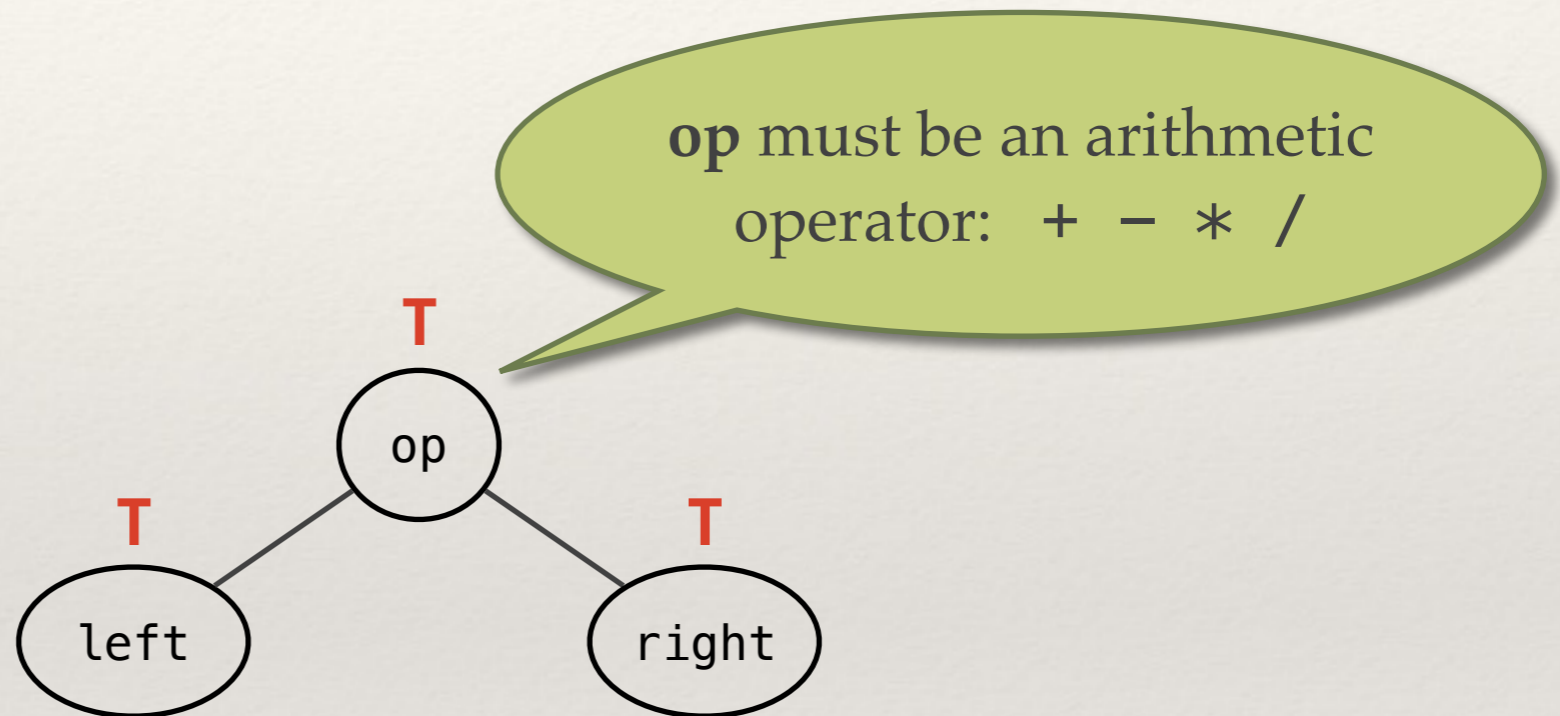 op must be an arithmetic
operator: + - * /
T
op
T T
left right